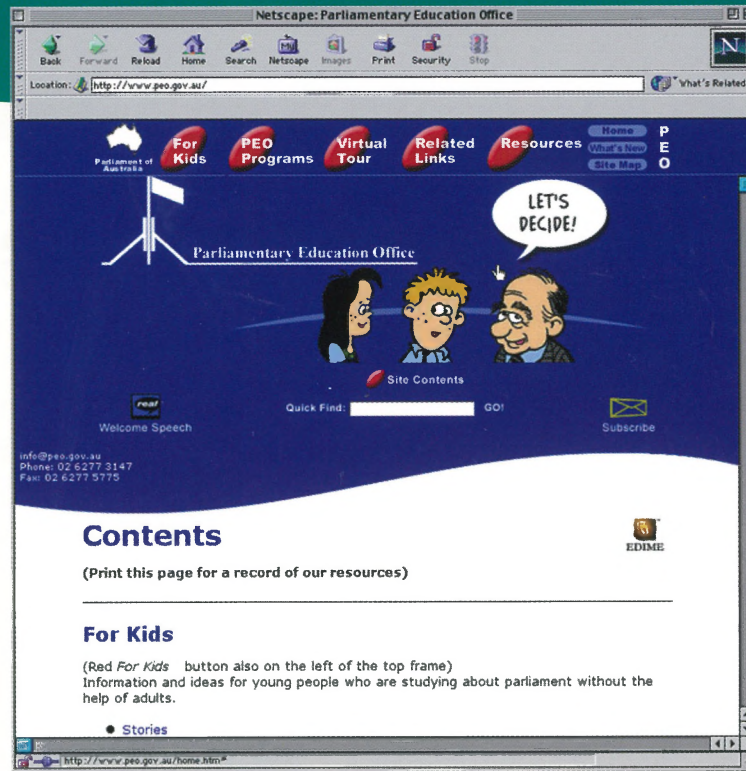 Netscape: Parliamentary Education Office
Back Forward Reload Home Search Netscape Images Print Security Stop
N
Location: http://www.peo.gov.au/ What's Related
Parliament of
Australia
For
Kids
PEO
Programs
Virtual
Tour
Related
Links
Resources
Home
What's New
Site Map
P
E
O
LET'S
DECIDE!
Parliamentary Education Office
Site Contents
real
Quick Find: GO!
Welcome Speech
Subscribe
info@peo.gov.au
Phone: 02 6277 3147
Fax: 02 6277 5775
Contents
EDIME
(Print this page for a record of our resources)
For Kids
(Red For Kids button also on the left of the top frame)
Information and ideas for young people who are studying about parliament without the
help of adults.
• Stories
http://www.peo.gov.au/home.htm#